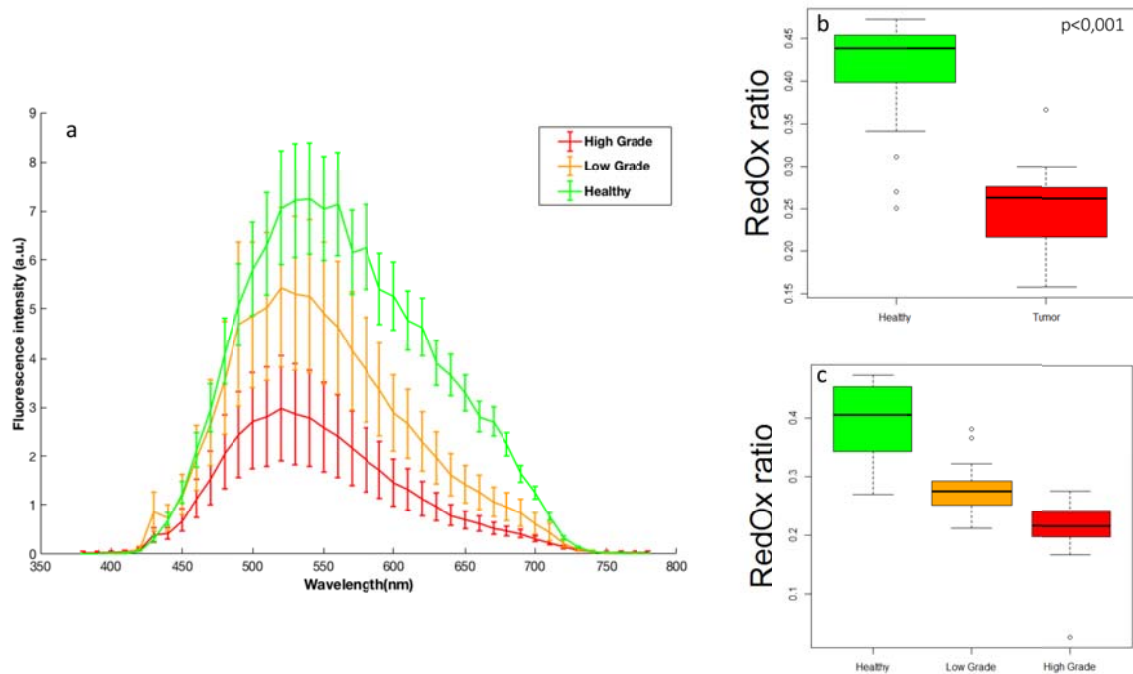 a
High Grade
Low Grade
Healthy
Fluorescence intensity (a.u.)
9
8
7
6
5
4
3
2
1
0
350 400 450 500 550 600 650 700 750 800
Wavelength(nm)
b
p<0,001
RedOx ratio
0.45
0.40
0.35
0.30
0.25
0.20
0.15
Healthy Tumor
c
RedOx ratio
0.4
0.3
0.2
0.1
Healthy Low Grade High Grade